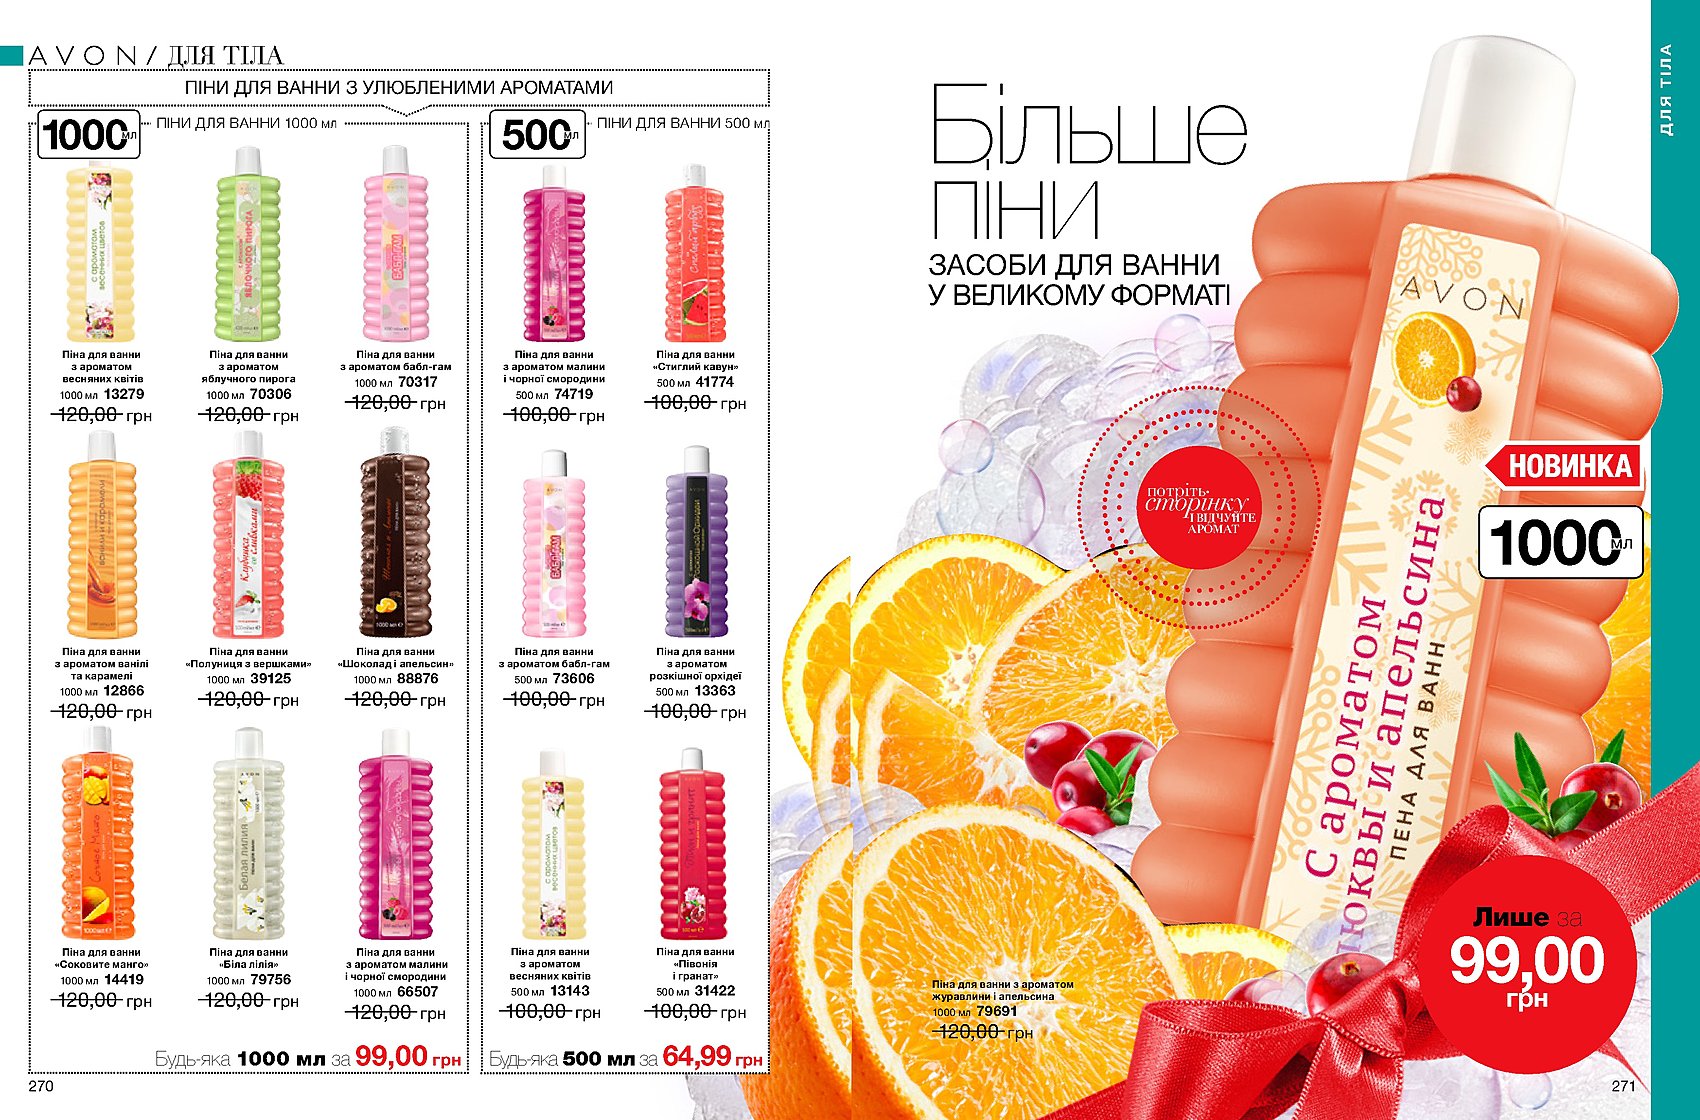 AVON / ДЛЯ ТІЛА
ПІНИ ДЛЯ ВАННИ З УЛЮБЛЕНИМИ АРОМАТАМИ
1000 мл
ПІНИ ДЛЯ ВАННИ 1000 мл
Піна для ванни
з ароматом
весняних квітів
1000 мл 13279
120,00 грн
Піна для ванни
з ароматом
яблучного пирога
1000 мл 70306
120,00 грн
Піна для ванни
з ароматом бабл-гам
1000 мл 70317
120,00 грн
Піна для ванни
з ароматом ванілі
та карамелі
1000 мл 12866
120,00 грн
Піна для ванни
«Полуниця з вершками»
1000 мл 39125
120,00 грн
Піна для ванни
«Шоколад і апельсин»
1000 мл 88876
120,00 грн
Піна для ванни
«Соковите манго»
1000 мл 14419
120,00 грн
Піна для ванни
«Біла лілія»
1000 мл 79756
120,00 грн
Піна для ванни
з ароматом малини
і чорної смородини
1000 мл 66507
120,00 грн
Будь-яка 1000 мл за 99,00 грн
500 мл
ПІНИ ДЛЯ ВАННИ 500 мл
Піна для ванни
з ароматом малини
і чорної смородини
500 мл 74719
100,00 грн
Піна для ванни
«Стиглий кавун»
500 мл 41774
100,00 грн
Піна для ванни
з ароматом бабл-гам
500 мл 73606
100,00 грн
Піна для ванни
з ароматом
розкішної орхідеї
500 мл 13363
100,00 грн
Піна для ванни
з ароматом
весняних квітів
500 мл 13143
100,00 грн
Піна для ванни
«Півонія
і гранат»
500 мл 31422
100,00 грн
Будь-яка 500 мл за 64,99 грн
270
Більше
піни
ЗАСОБИ ДЛЯ ВАННИ
У ВЕЛИКОМУ ФОРМАТІ
ПОТРІТЬ
сторінку
І ВІДЧУЙТЕ
АРОМАТ
AVON
С ароматом
клюквы и апельсина
ПЕНА ДЛЯ ВАНН
НОВИНКА
1000 мл
Лише за
99,00
грн
Піна для ванни з ароматом
журавлини і апельсина
1000 мл 79691
120,00 грн
ДЛЯ ТІЛА
271